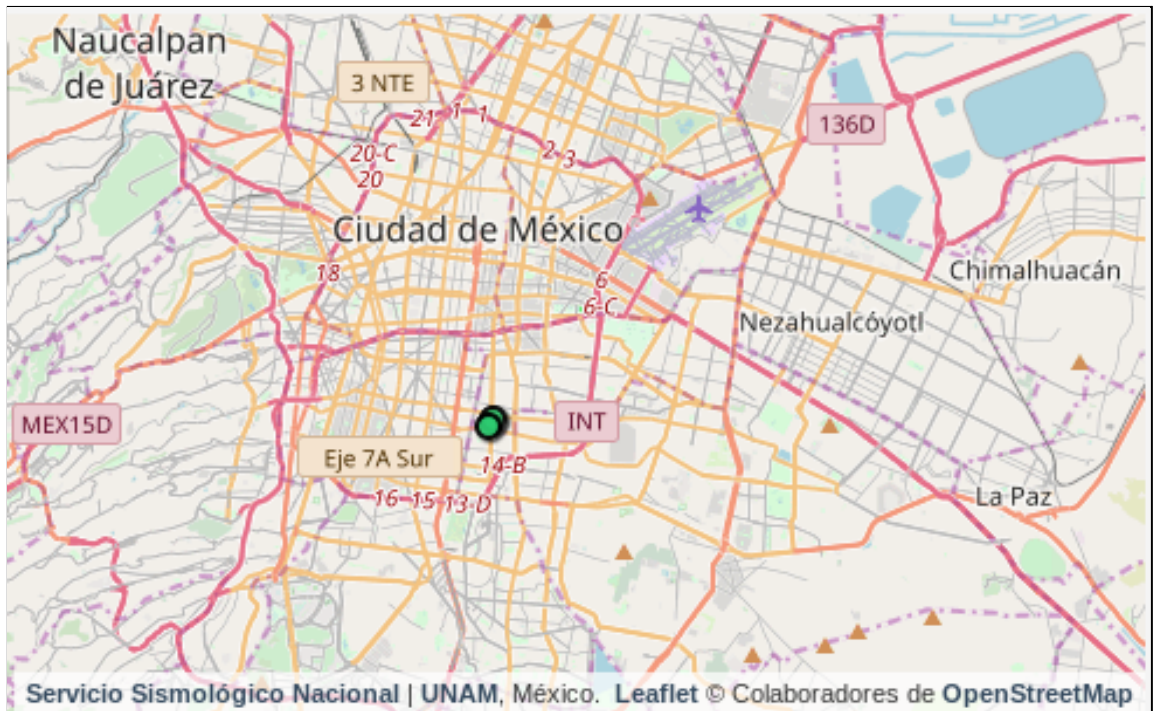 Naucalpan
de Juárez
3 NTE
21
1
1
136D
20-C
2
3
20
Ciudad de México
18
6
Chimalhuacán
6-C
Nezahualcóyotl
MEX15D
INT
Eje 7A Sur
14-B
16
15
13-D
La Paz
Servicio Sismológico Nacional | UNAM, México. Leaflet © Colaboradores de OpenStreetMap